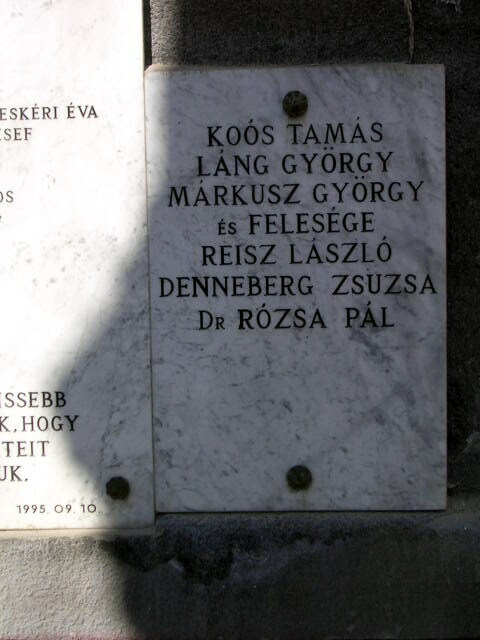 ESKÉRI ÉVA
SEF
OS
ISSEBB
K, HOGY
TEIT
UK.
1995. 09. 10.
KOÓS TAMÁS
LÁNG GYÖRGY
MÁRKUSZ GYÖRGY
ÉS FELESÉGE
REISZ LÁSZLÓ
DENNEBERG ZSUZSA
DR RÓZSA PÁL